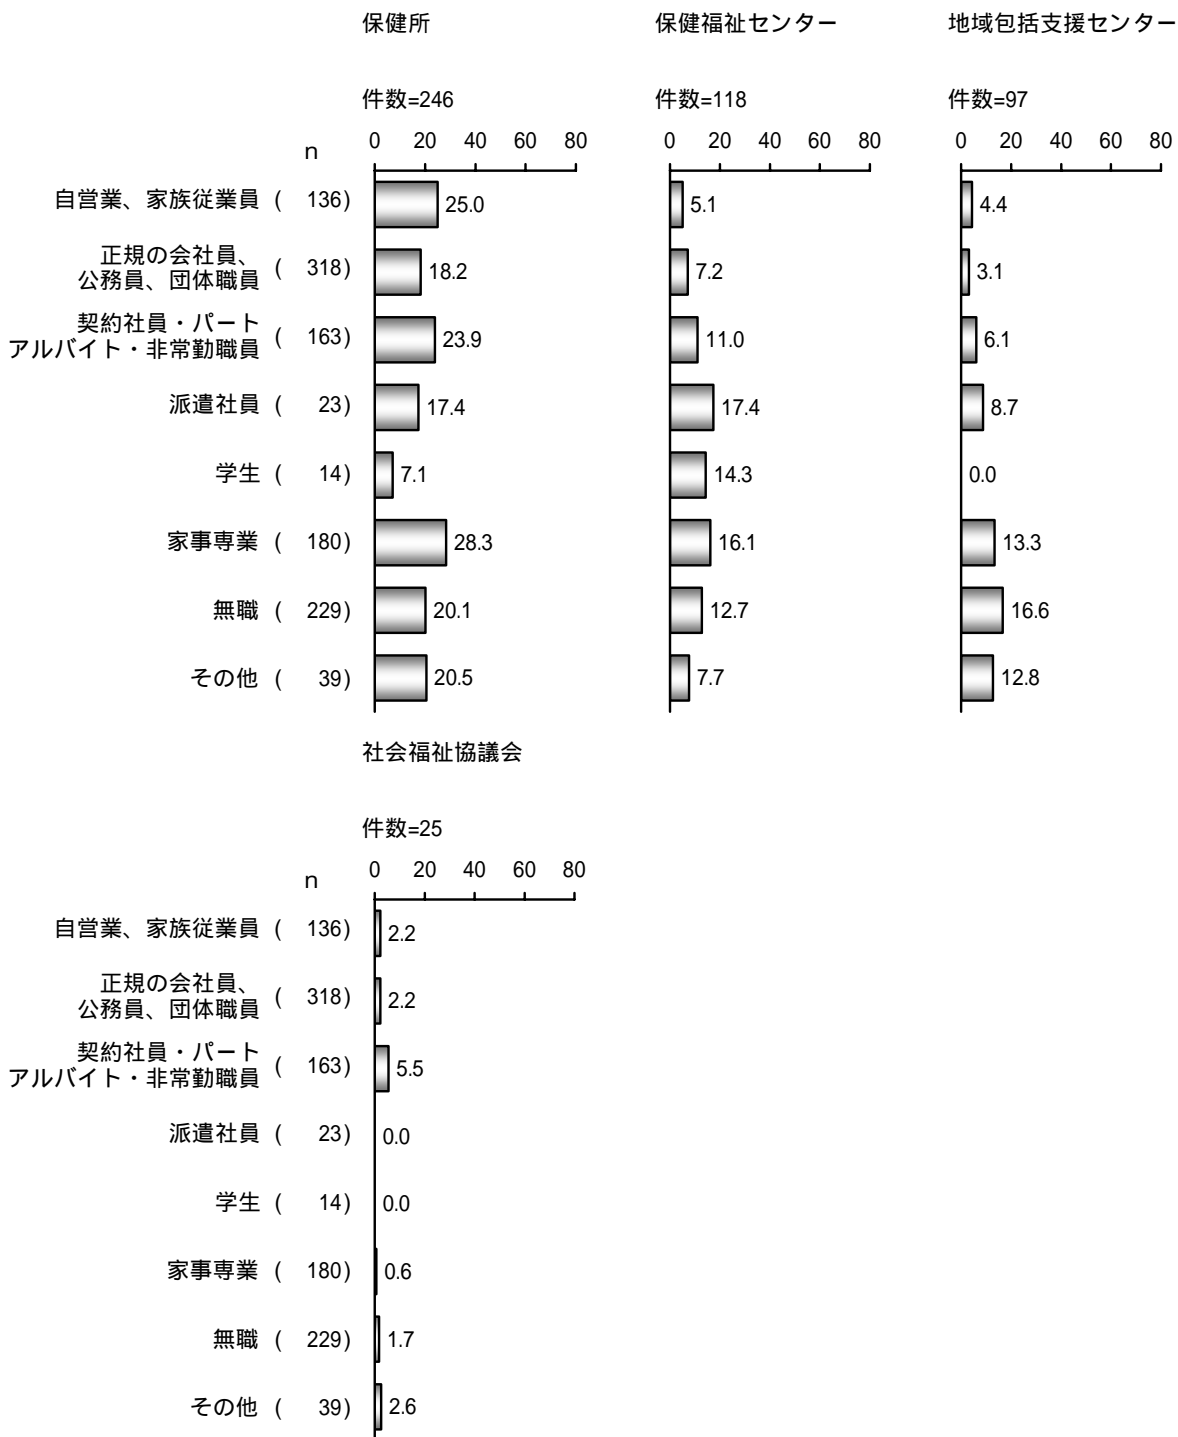 保健所 保健福祉センター 地域包括支援センター
件数=246 件数=118 件数=97
n 0 20 40 60 80 0 20 40 60 80 0 20 40 60 80
自営業、家族従業員 ( 136) 25.0 5.1 4.4
正規の会社員、
公務員、団体職員 ( 318) 18.2 7.2 3.1
契約社員・パート
アルバイト・非常勤職員 ( 163) 23.9 11.0 6.1
派遣社員 ( 23) 17.4 17.4 8.7
学生 ( 14) 7.1 14.3 0.0
家事専業 ( 180) 28.3 16.1 13.3
無職 ( 229) 20.1 12.7 16.6
その他 ( 39) 20.5 7.7 12.8
社会福祉協議会
件数=25
n 0 20 40 60 80
自営業、家族従業員 ( 136) 2.2
正規の会社員、
公務員、団体職員 ( 318) 2.2
契約社員・パート
アルバイト・非常勤職員 ( 163) 5.5
派遣社員 ( 23) 0.0
学生 ( 14) 0.0
家事専業 ( 180) 0.6
無職 ( 229) 1.7
その他 ( 39) 2.6